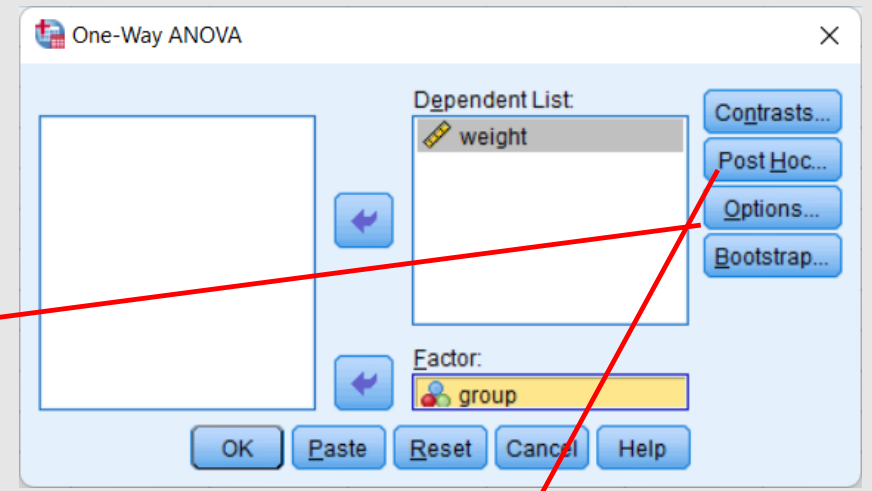 One-Way ANOVA
Dependent List:
weight
Contrasts...
Post Hoc...
Options...
Bootstrap...
Factor:
group
OK Paste Reset Cancel Help